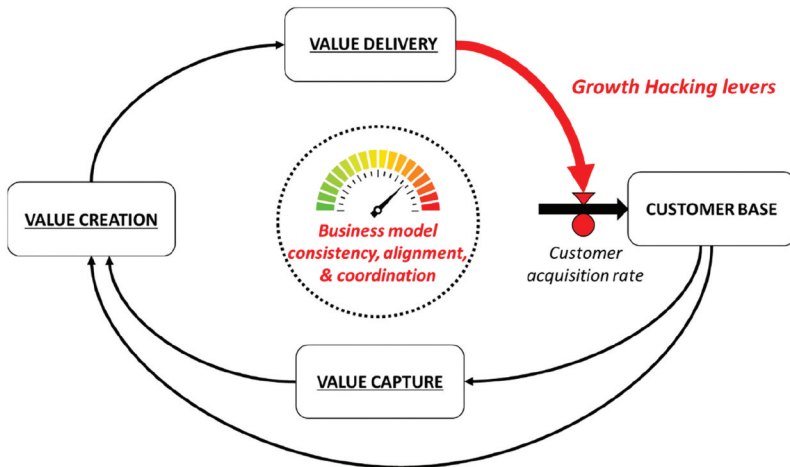 VALUE DELIVERY
Growth Hacking levers
VALUE CREATION
Business model
consistency, alignment,
& coordination
CUSTOMER BASE
Customer
acquisition rate
VALUE CAPTURE